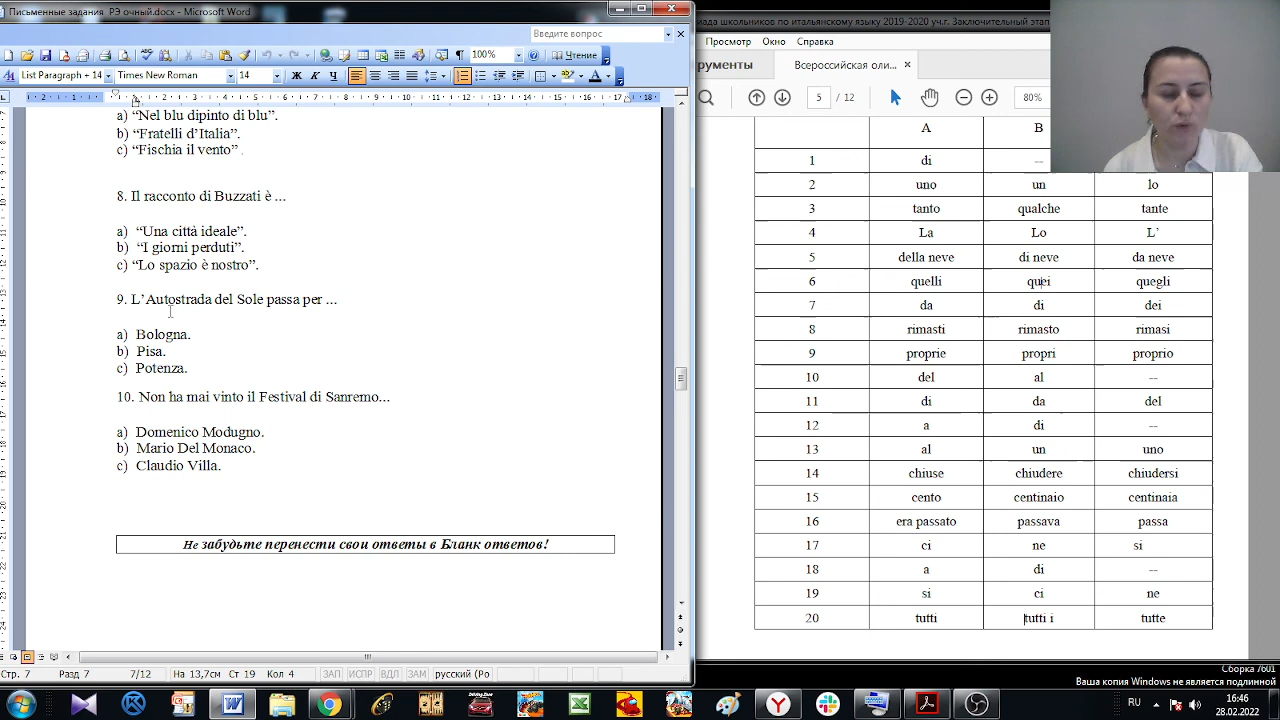 Письменные задания РЭ очный.docx - Microsoft Word
Введите вопрос
100%
Чтение
List Paragraph + 14
Times New Roman
14
Ж К Ч
a) “Nel blu dipinto di blu”.
b) “Fratelli d’Italia”.
c) “Fischia il vento” .
8. Il racconto di Buzzati è ...
a) “Una città ideale”.
b) “I giorni perduti”.
c) “Lo spazio è nostro”.
9. L’Autostrada del Sole passa per ...
a) Bologna.
b) Pisa.
c) Potenza.
10. Non ha mai vinto il Festival di Sanremo...
a) Domenico Modugno.
b) Mario Del Monaco.
c) Claudio Villa.
Не забудьте перенести свои ответы в Бланк ответов!
Стр. 7 Разд 7 7/12 На 13,7см Ст 19 Кол 4 ЗАП ИСПР ВДЛ ЗАМ русский (Ро
иада школьников по итальянскому языку 2019-2020 уч.г. Заключительный этап
Просмотр Окно Справка
рументы
Всероссийская оли... ×
5 / 12
80%
A B
1 di --
2 uno un lo
3 tanto qualche tante
4 La Lo L’
5 della neve di neve da neve
6 quelli quei quegli
7 da di dei
8 rimasti rimasto rimasi
9 proprie propri proprio
10 del al --
11 di da del
12 a di --
13 al un uno
14 chiuse chiudere chiudersi
15 cento centinaio centinaia
16 era passato passava passa
17 ci ne si
18 a di --
19 si ci ne
20 tutti tutti i tutte
Сборка 7601
Ваша копия Windows не является подлинной
RU
16:46
28.02.2022